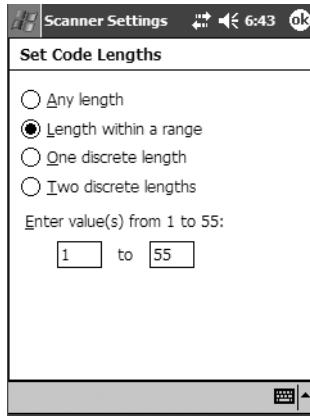 Scanner Settings 6:43 ok
Set Code Lengths
Any length
Length within a range
One discrete length
Two discrete lengths
Enter value(s) from 1 to 55:
1 to 55